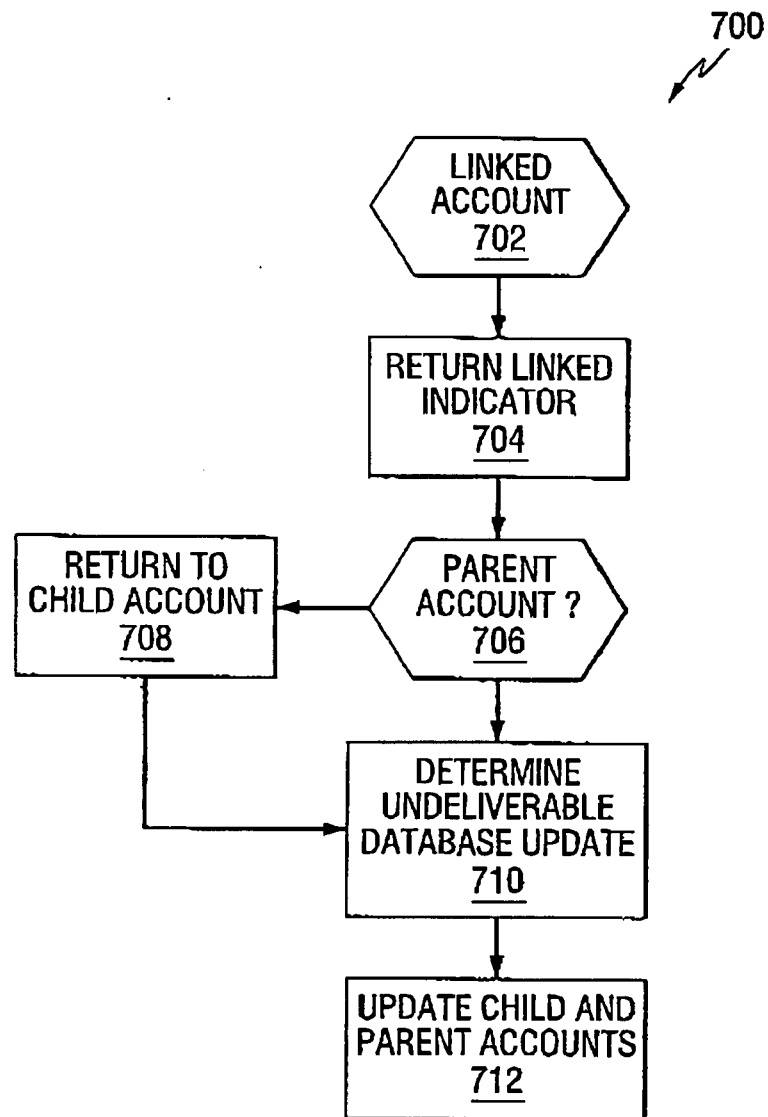 700
LINKED
ACCOUNT
702
RETURN LINKED
INDICATOR
704
PARENT
ACCOUNT ?
706
RETURN TO
CHILD ACCOUNT
708
DETERMINE
UNDELIVERABLE
DATABASE UPDATE
710
UPDATE CHILD AND
PARENT ACCOUNTS
712